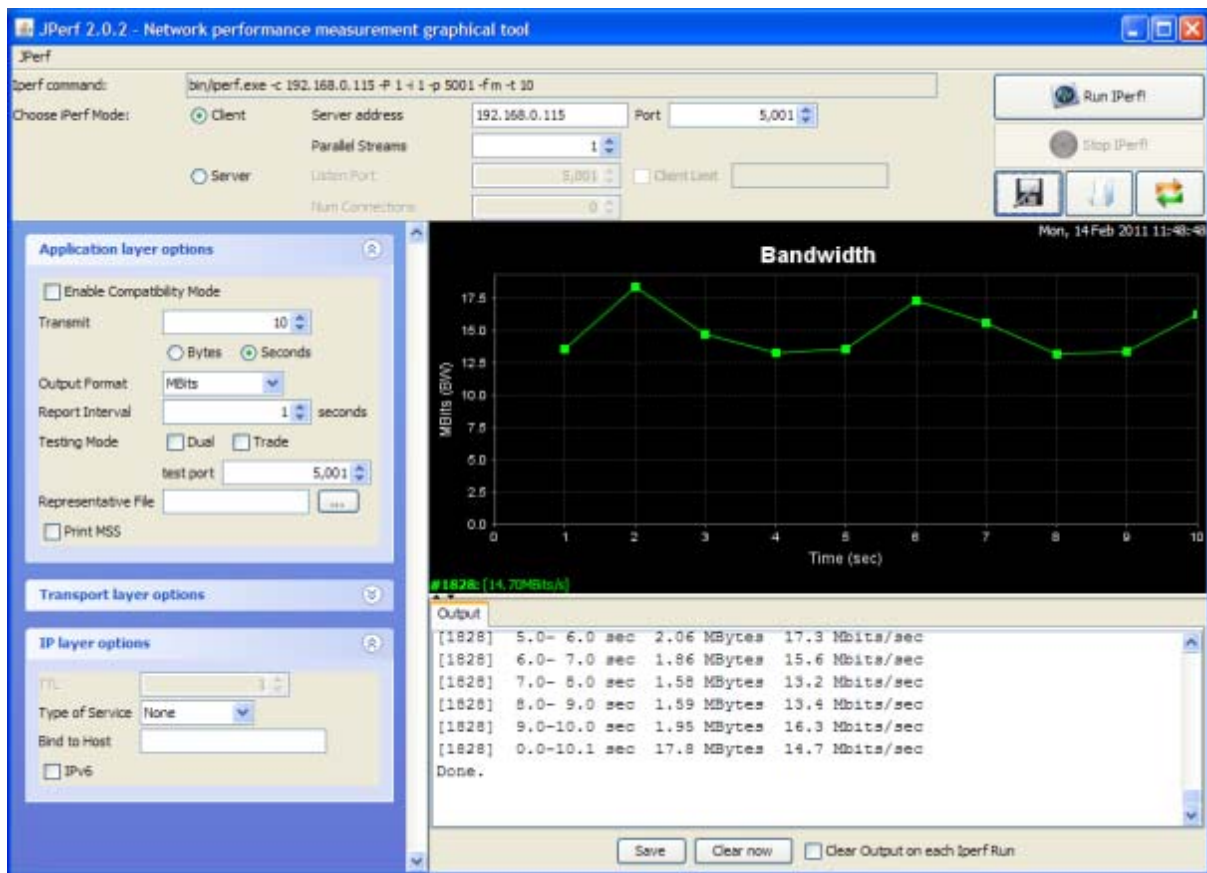 JPerf 2.0.2 - Network performance measurement graphical tool
JPerf
Iperf command: bin/iperf.exe -c 192.168.0.115 -P 1 -i 1 -p 5001 -f m -t 10
Choose iPerf Mode: Client Server address 192.168.0.115 Port 5,001
Parallel Streams 1
Server Listen Port 5,001 Client Limit
Num Connections 0
Run IPerf!
Stop IPerf!
Application layer options
Enable Compatibility Mode
Transmit 10
Bytes Seconds
Output Format MBits
Report Interval 1 seconds
Testing Mode Dual Trade
test port 5,001
Representative File ...
Print MSS
Transport layer options
IP layer options
TTL 1
Type of Service None
Bind to Host
IPv6
Mon, 14 Feb 2011 11:48:48
Bandwidth
MBits (BW)
17.5
15.0
12.5
10.0
7.5
5.0
2.5
0.0
0 1 2 3 4 5 6 7 8 9 10
Time (sec)
#1828: [14.70MBits/s]
Output
[1828] 5.0- 6.0 sec 2.06 MBytes 17.3 Mbits/sec
[1828] 6.0- 7.0 sec 1.86 MBytes 15.6 Mbits/sec
[1828] 7.0- 8.0 sec 1.58 MBytes 13.2 Mbits/sec
[1828] 8.0- 9.0 sec 1.59 MBytes 13.4 Mbits/sec
[1828] 9.0-10.0 sec 1.95 MBytes 16.3 Mbits/sec
[1828] 0.0-10.1 sec 17.8 MBytes 14.7 Mbits/sec
Done.
Save Clear now Clear Output on each Iperf Run